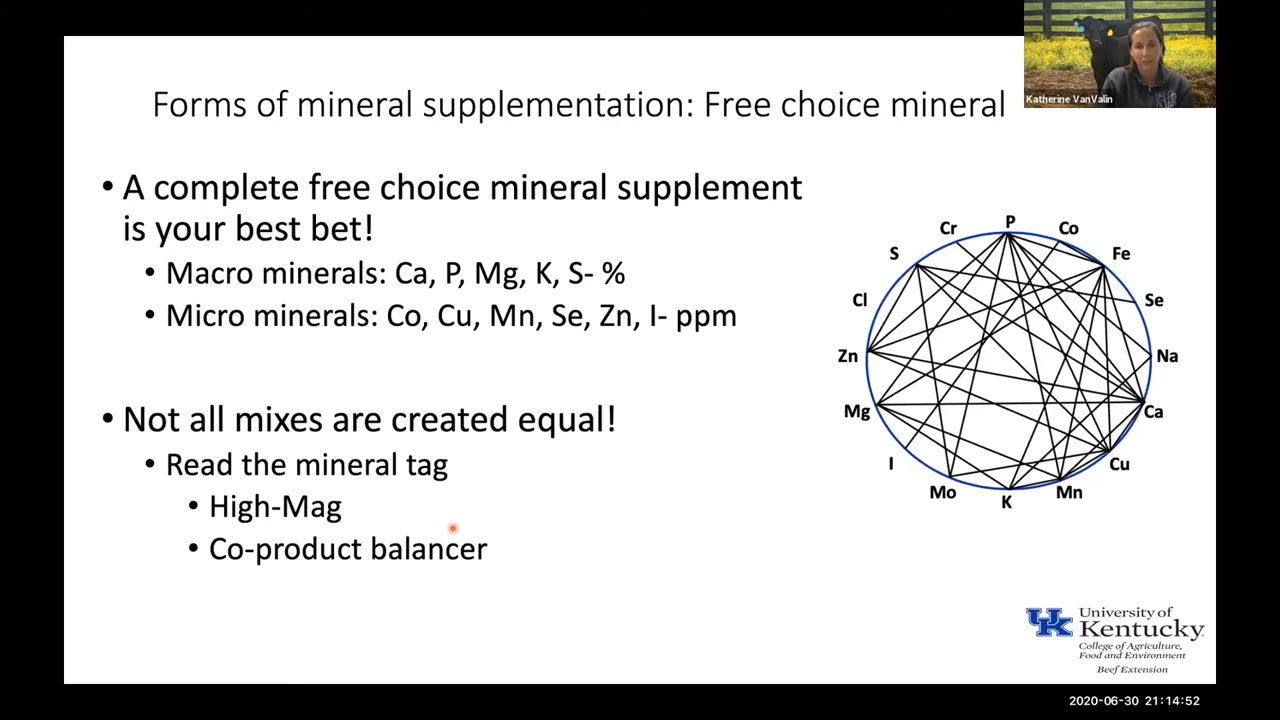 Katherine VanValin
Forms of mineral supplementation: Free choice mineral
• A complete free choice mineral supplement
is your best bet!
• Macro minerals: Ca, P, Mg, K, S- %
• Micro minerals: Co, Cu, Mn, Se, Zn, I- ppm
• Not all mixes are created equal!
• Read the mineral tag
• High-Mag
• Co-product balancer
P
Cr
Co
S
Fe
Cl
Se
Zn
Na
Mg
Ca
I
Cu
Mo
Mn
K
UK
University of
Kentucky
College of Agriculture,
Food and Environment
Beef Extension
2020-06-30 21:14:52